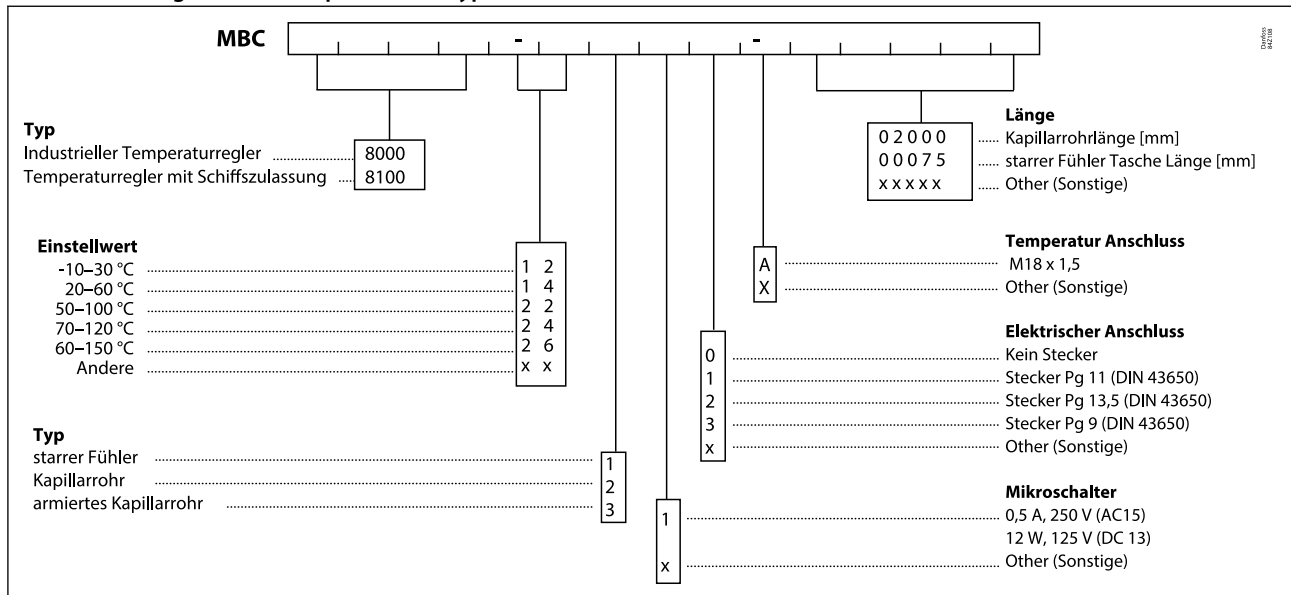 MBC - -
Danfoss
84Z108
Typ
Industrieller Temperaturregler 8000
Temperaturregler mit Schiffszulassung 8100
Länge
0 2 0 0 0 Kapillarrohrlänge [mm]
0 0 0 7 5 starrer Fühler Tasche Länge [mm]
x x x x x Other (Sonstige)
Einstellwert
-10–30 °C 1 2
20–60 °C 1 4
50–100 °C 2 2
70–120 °C 2 4
60–150 °C 2 6
Andere x x
Temperatur Anschluss
A M18 x 1,5
X Other (Sonstige)
Elektrischer Anschluss
0 Kein Stecker
1 Stecker Pg 11 (DIN 43650)
2 Stecker Pg 13,5 (DIN 43650)
3 Stecker Pg 9 (DIN 43650)
x Other (Sonstige)
Typ
starrer Fühler 1
Kapillarrohr 2
armiertes Kapillarrohr 3
Mikroschalter
1 0,5 A, 250 V (AC15)
12 W, 125 V (DC 13)
x Other (Sonstige)